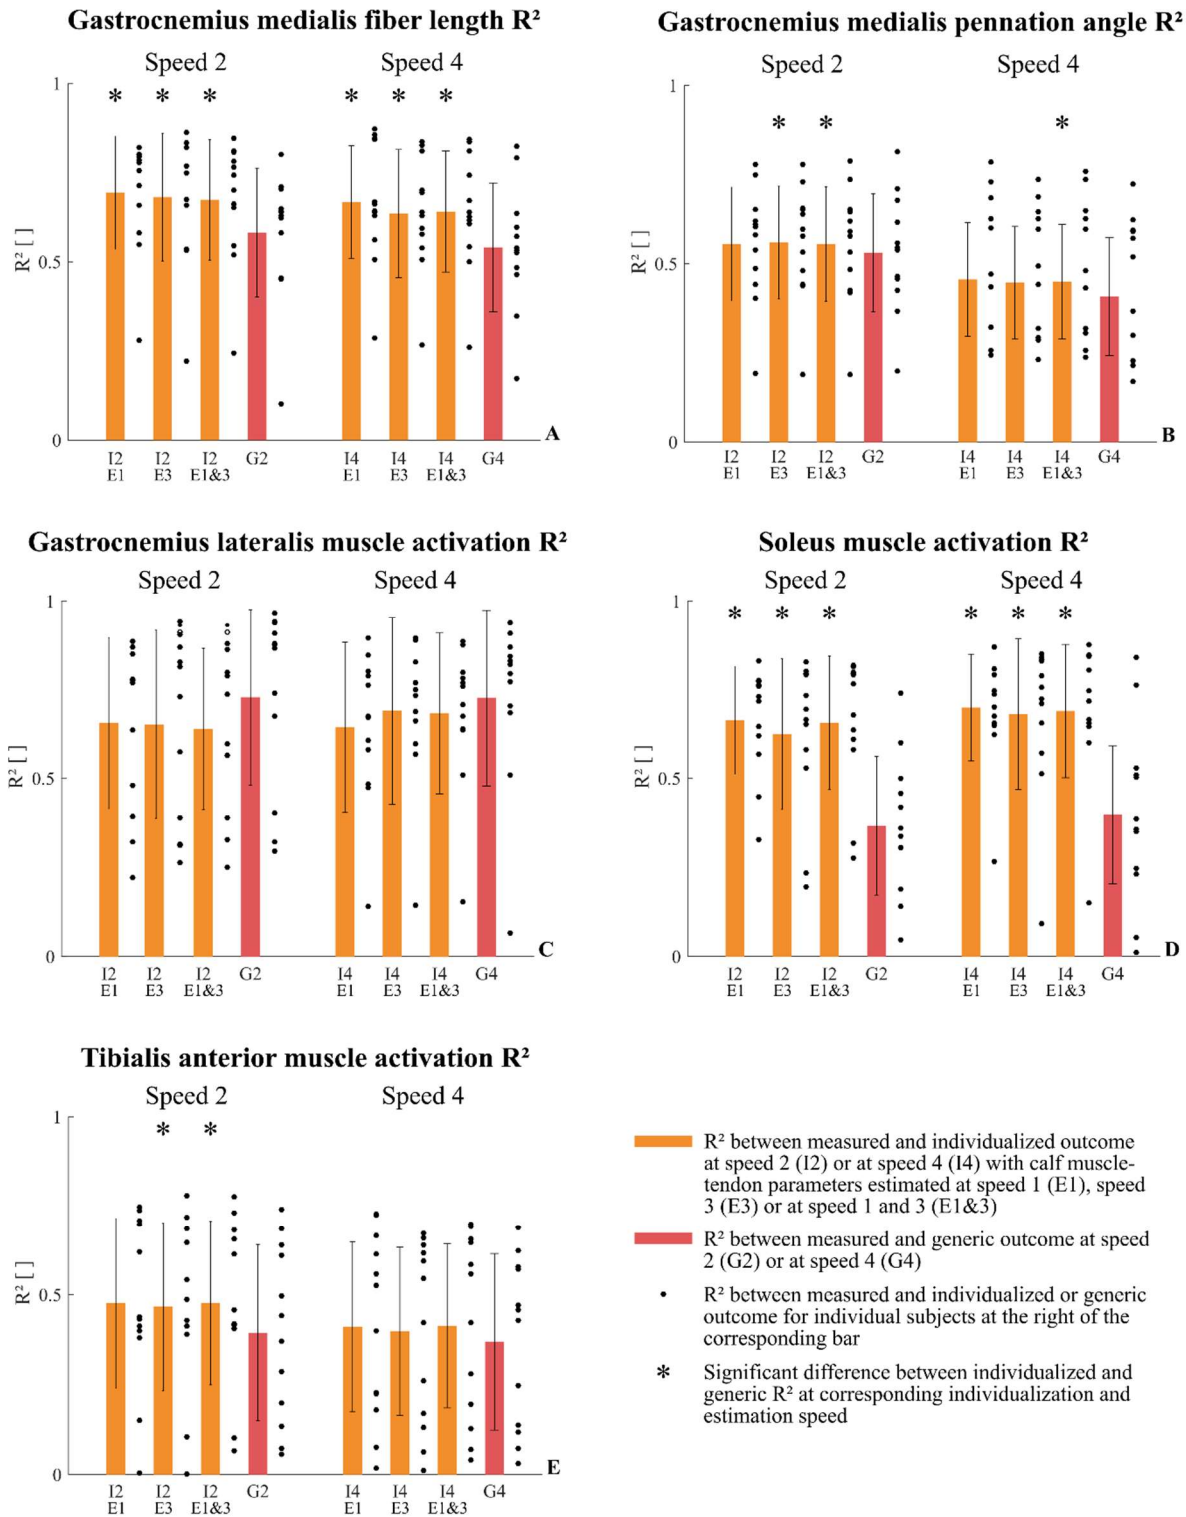 Gastrocnemius medialis fiber length R²
Speed 2
Speed 4
1
* * * * * *
0.5
R² [ ]
0
I2 I2 I2 G2 I4 I4 I4 G4
E1 E3 E1&3 E1 E3 E1&3
A
Gastrocnemius medialis pennation angle R²
Speed 2
Speed 4
1
* * *
0.5
R² [ ]
0
I2 I2 I2 G2 I4 I4 I4 G4
E1 E3 E1&3 E1 E3 E1&3
B
Gastrocnemius lateralis muscle activation R²
Speed 2
Speed 4
1
0.5
R² [ ]
0
I2 I2 I2 G2 I4 I4 I4 G4
E1 E3 E1&3 E1 E3 E1&3
C
Soleus muscle activation R²
Speed 2
Speed 4
1
* * * * * *
0.5
R² [ ]
0
I2 I2 I2 G2 I4 I4 I4 G4
E1 E3 E1&3 E1 E3 E1&3
D
Tibialis anterior muscle activation R²
Speed 2
Speed 4
1
* *
0.5
R² [ ]
0
I2 I2 I2 G2 I4 I4 I4 G4
E1 E3 E1&3 E1 E3 E1&3
E
R² between measured and individualized outcome
at speed 2 (I2) or at speed 4 (I4) with calf muscle-
tendon parameters estimated at speed 1 (E1), speed
3 (E3) or at speed 1 and 3 (E1&3)
R² between measured and generic outcome at speed
2 (G2) or at speed 4 (G4)
R² between measured and individualized or generic
outcome for individual subjects at the right of the
corresponding bar
* Significant difference between individualized and
generic R² at corresponding individualization and
estimation speed